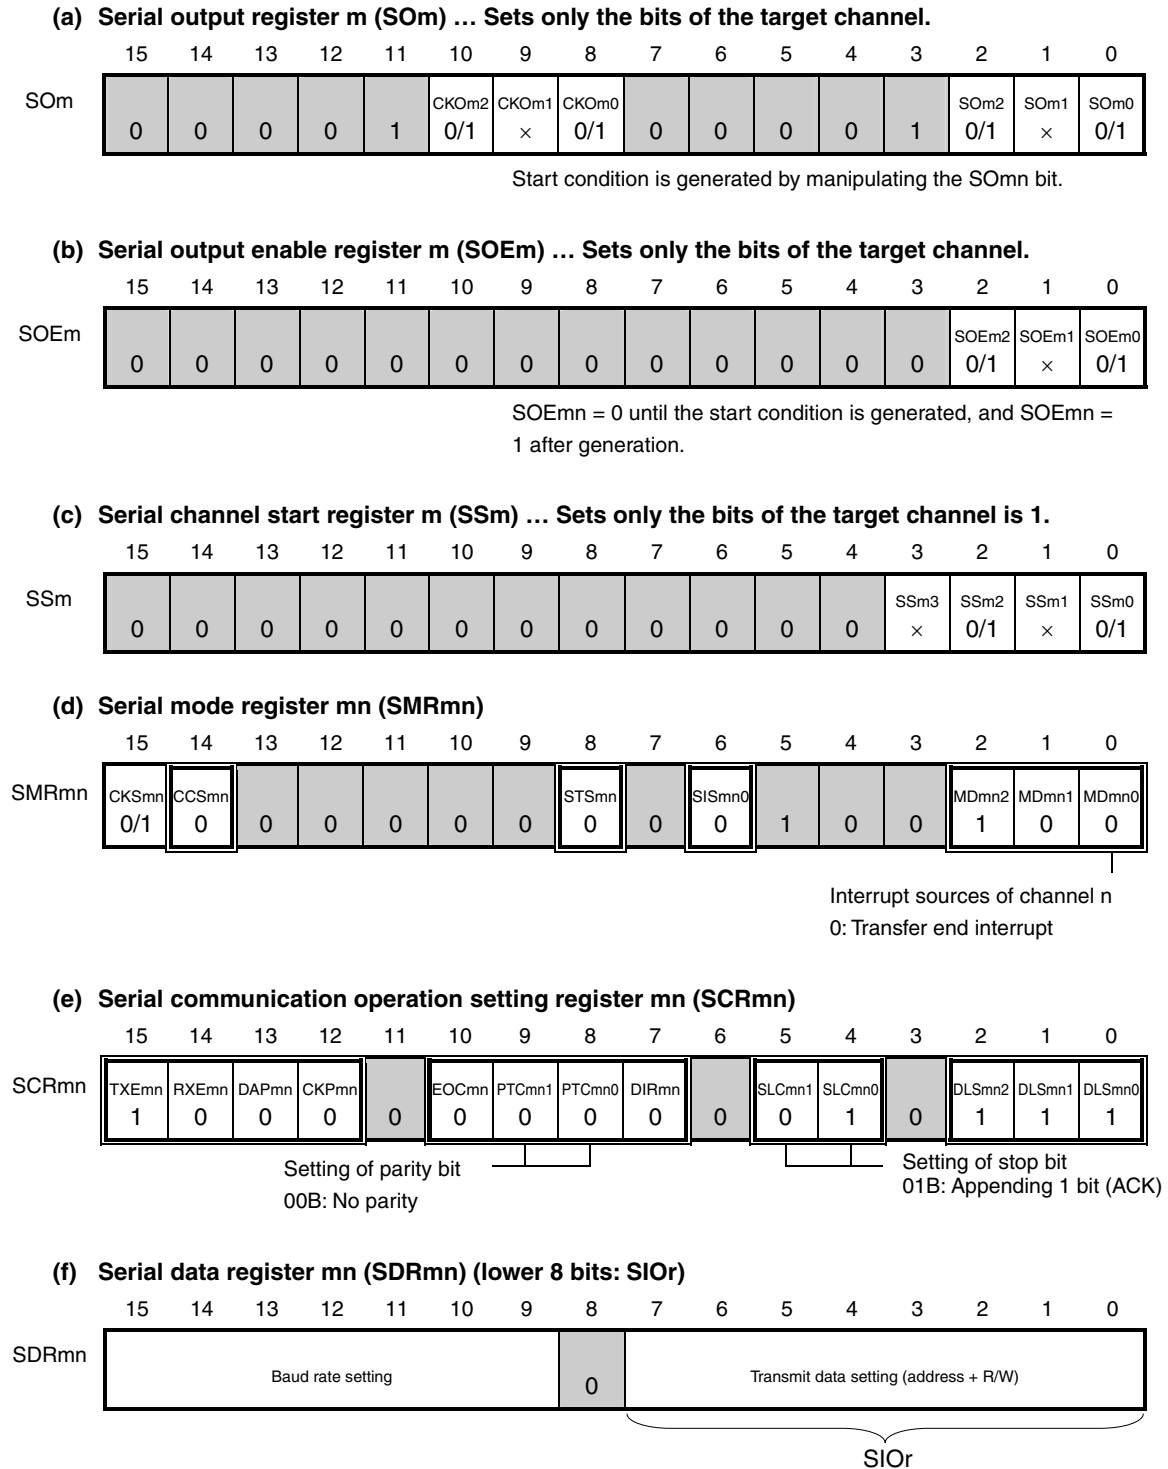 (a) Serial output register m (SOm) … Sets only the bits of the target channel.
15 14 13 12 11 10 9 8 7 6 5 4 3 2 1 0
SOm
CKOm2 CKOm1 CKOm0 SOm2 SOm1 SOm0
0 0 0 0 1 0/1 × 0/1 0 0 0 0 1 0/1 × 0/1
Start condition is generated by manipulating the SOmn bit.
(b) Serial output enable register m (SOEm) … Sets only the bits of the target channel.
15 14 13 12 11 10 9 8 7 6 5 4 3 2 1 0
SOEm
SOEm2 SOEm1 SOEm0
0 0 0 0 0 0 0 0 0 0 0 0 0 0/1 × 0/1
SOEmn = 0 until the start condition is generated, and SOEmn =
1 after generation.
(c) Serial channel start register m (SSm) … Sets only the bits of the target channel is 1.
15 14 13 12 11 10 9 8 7 6 5 4 3 2 1 0
SSm
SSm3 SSm2 SSm1 SSm0
0 0 0 0 0 0 0 0 0 0 0 0 × 0/1 × 0/1
(d) Serial mode register mn (SMRmn)
15 14 13 12 11 10 9 8 7 6 5 4 3 2 1 0
SMRmn
CKSmn CCSmn STSmn SISmn0 MDmn2 MDmn1 MDmn0
0/1 0 0 0 0 0 0 0 0 0 1 0 0 1 0 0
Interrupt sources of channel n
0: Transfer end interrupt
(e) Serial communication operation setting register mn (SCRmn)
15 14 13 12 11 10 9 8 7 6 5 4 3 2 1 0
SCRmn
TXEmn RXEmn DAPmn CKPmn EOCmn PTCmn1 PTCmn0 DIRmn SLCmn1 SLCmn0 DLSmn2 DLSmn1 DLSmn0
1 0 0 0 0 0 0 0 0 0 0 1 0 1 1 1
Setting of parity bit
00B: No parity
Setting of stop bit
01B: Appending 1 bit (ACK)
(f) Serial data register mn (SDRmn) (lower 8 bits: SIOr)
15 14 13 12 11 10 9 8 7 6 5 4 3 2 1 0
SDRmn
Baud rate setting 0 Transmit data setting (address + R/W)
SIOr